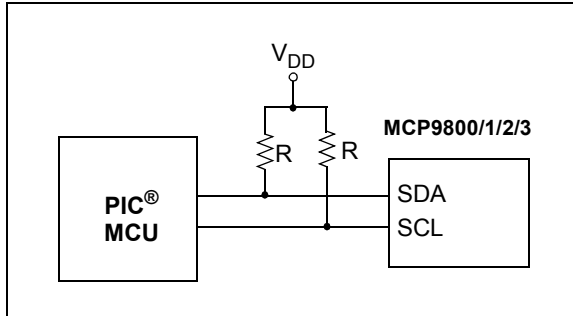 VDD
R
R
MCP9800/1/2/3
PIC®
MCU
SDA
SCL